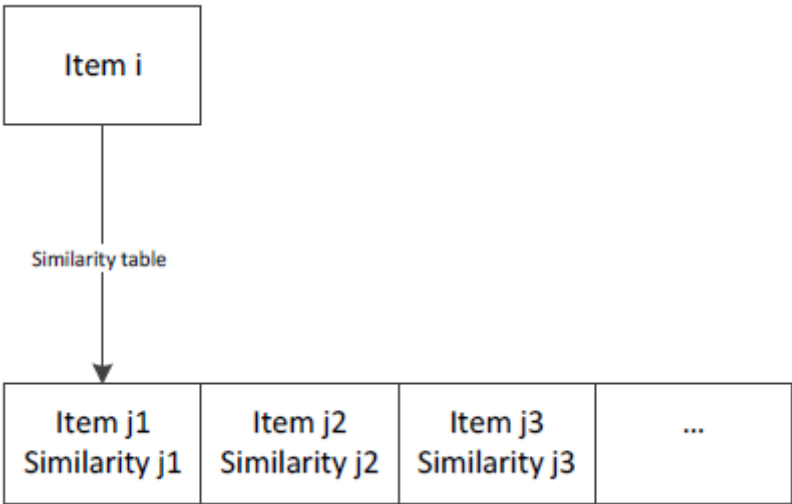 Item i
Similarity table
Item j1
Similarity j1
Item j2
Similarity j2
Item j3
Similarity j3
...